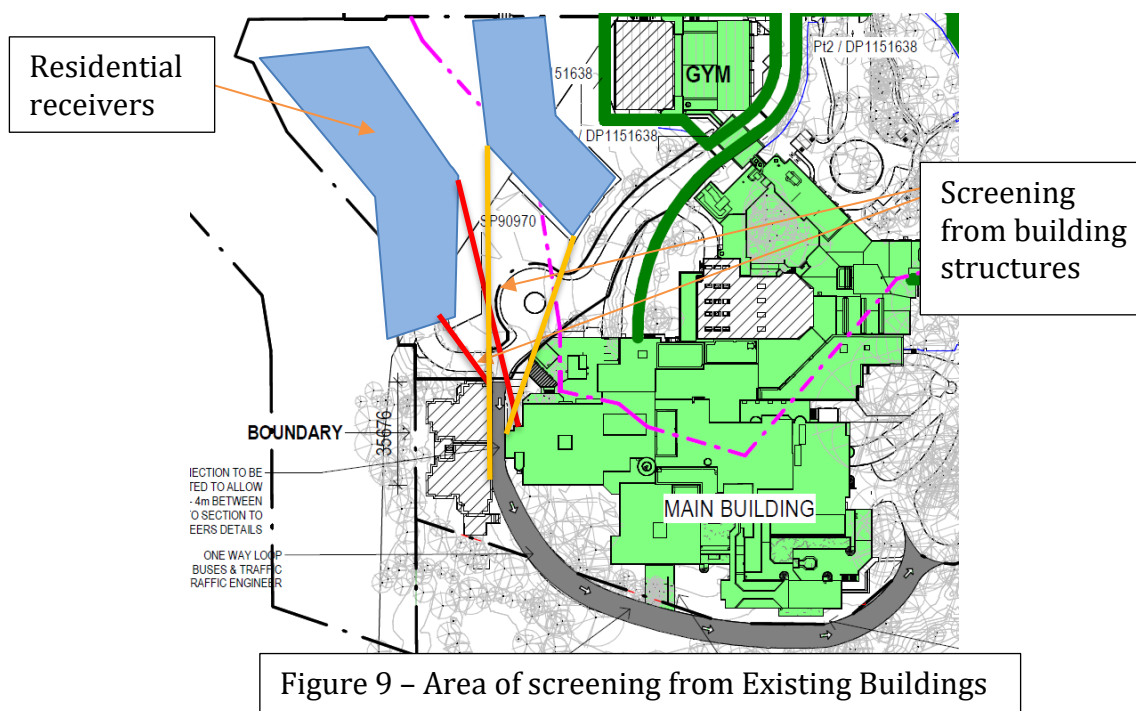 Residential
receivers
Pt2 / DP1151638
151638
GYM
/ DP1151638
Screening
from building
structures
SP90970
BOUNDARY
35676
ECTION TO BE
TED TO ALLOW
- 4m BETWEEN
O SECTION TO
EERS DETAILS
MAIN BUILDING
ONE WAY LOOP
BUSES & TRAFFIC
RAFFIC ENGINEER
Figure 9 – Area of screening from Existing Buildings